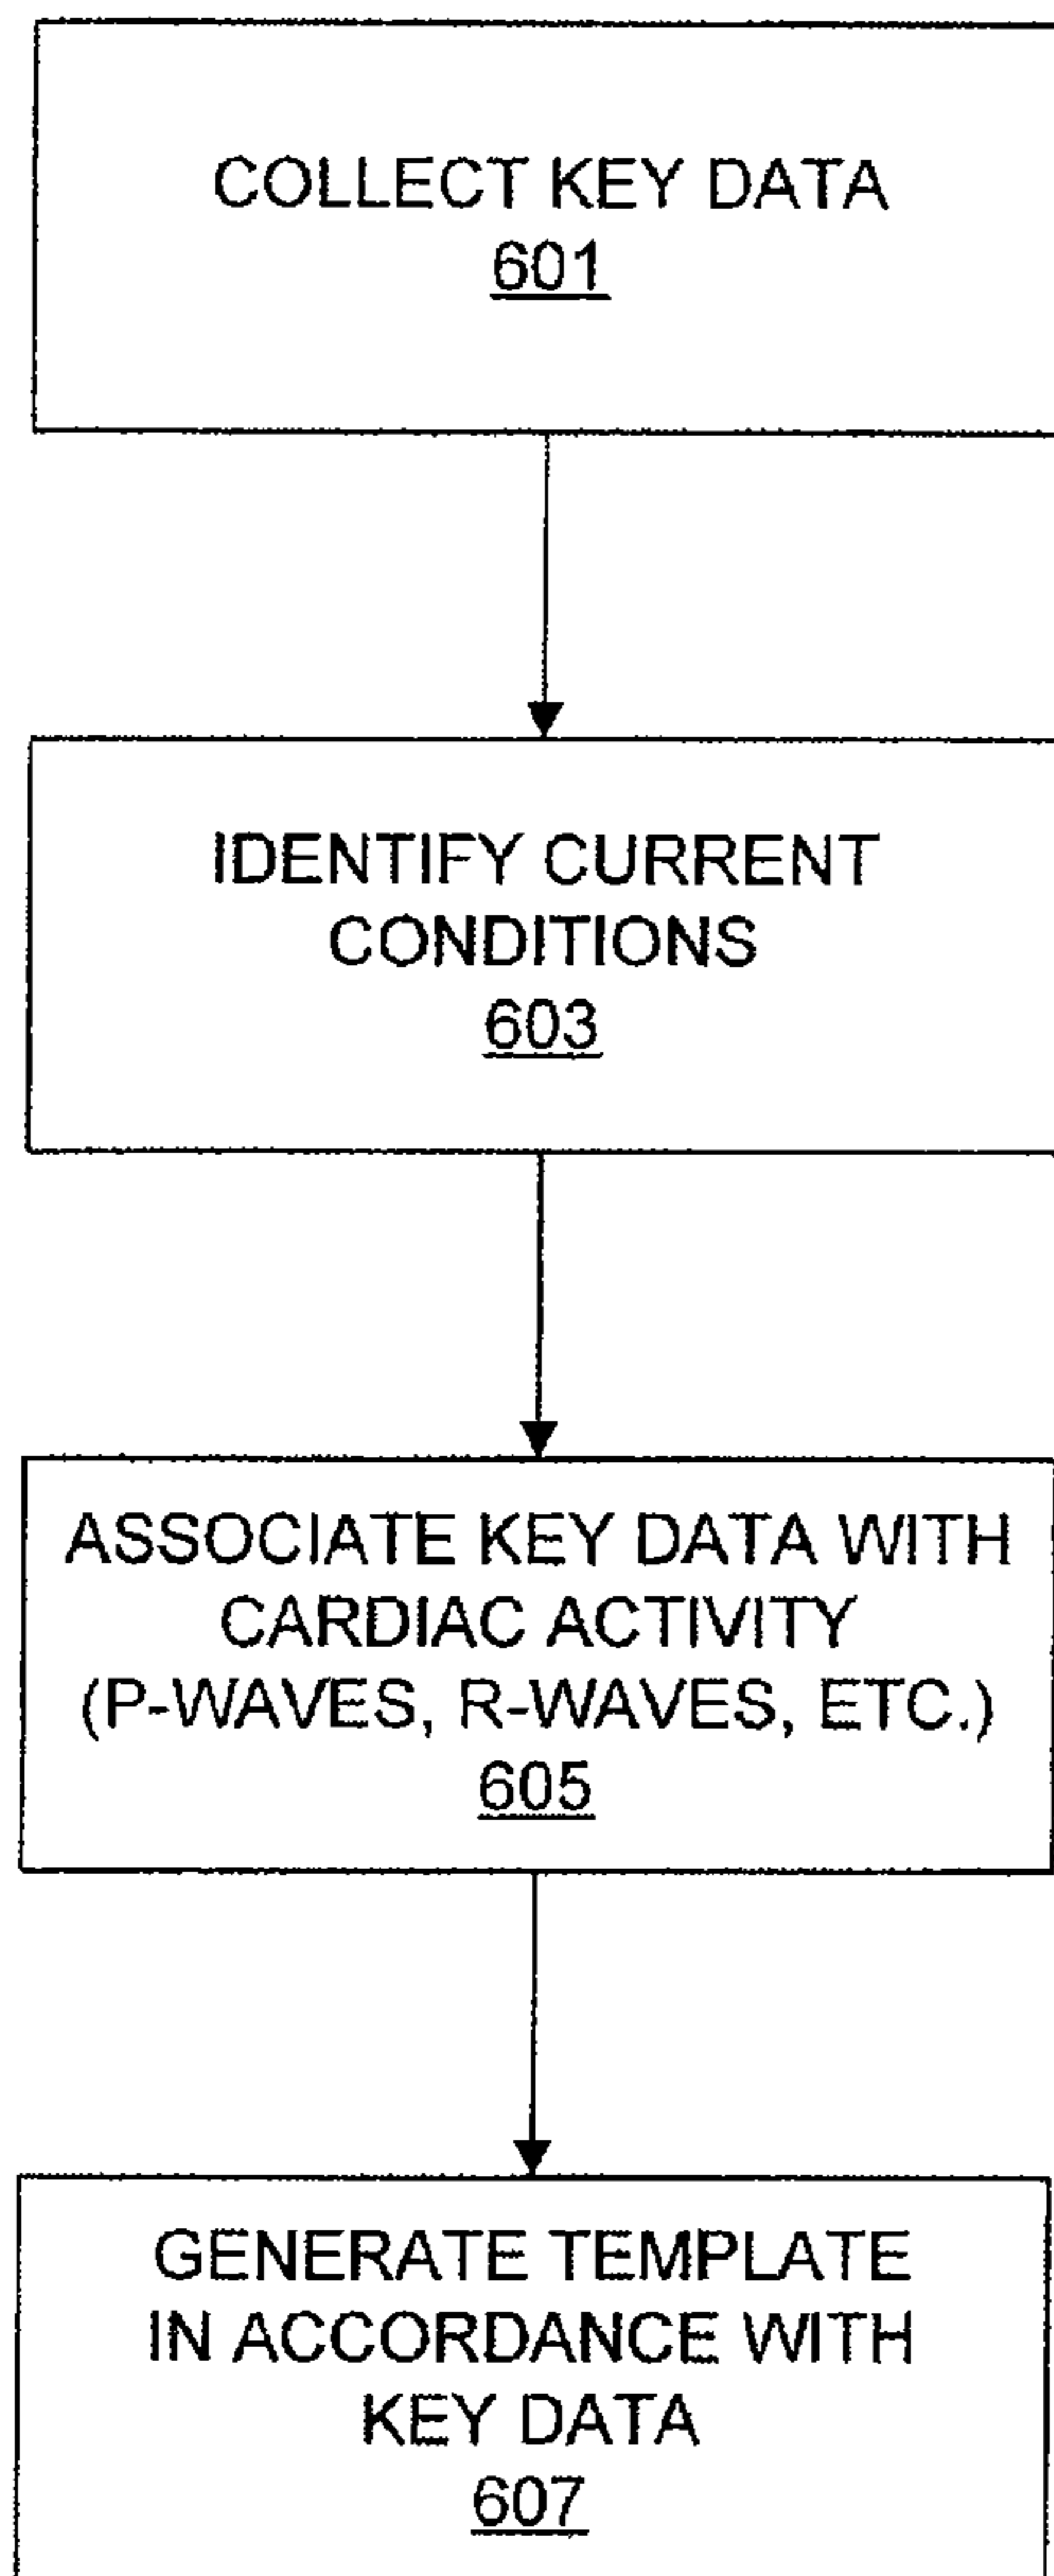 COLLECT KEY DATA
601
IDENTIFY CURRENT
CONDITIONS
603
ASSOCIATE KEY DATA WITH
CARDIAC ACTIVITY
(P-WAVES, R-WAVES, ETC.)
605
GENERATE TEMPLATE
IN ACCORDANCE WITH
KEY DATA
607